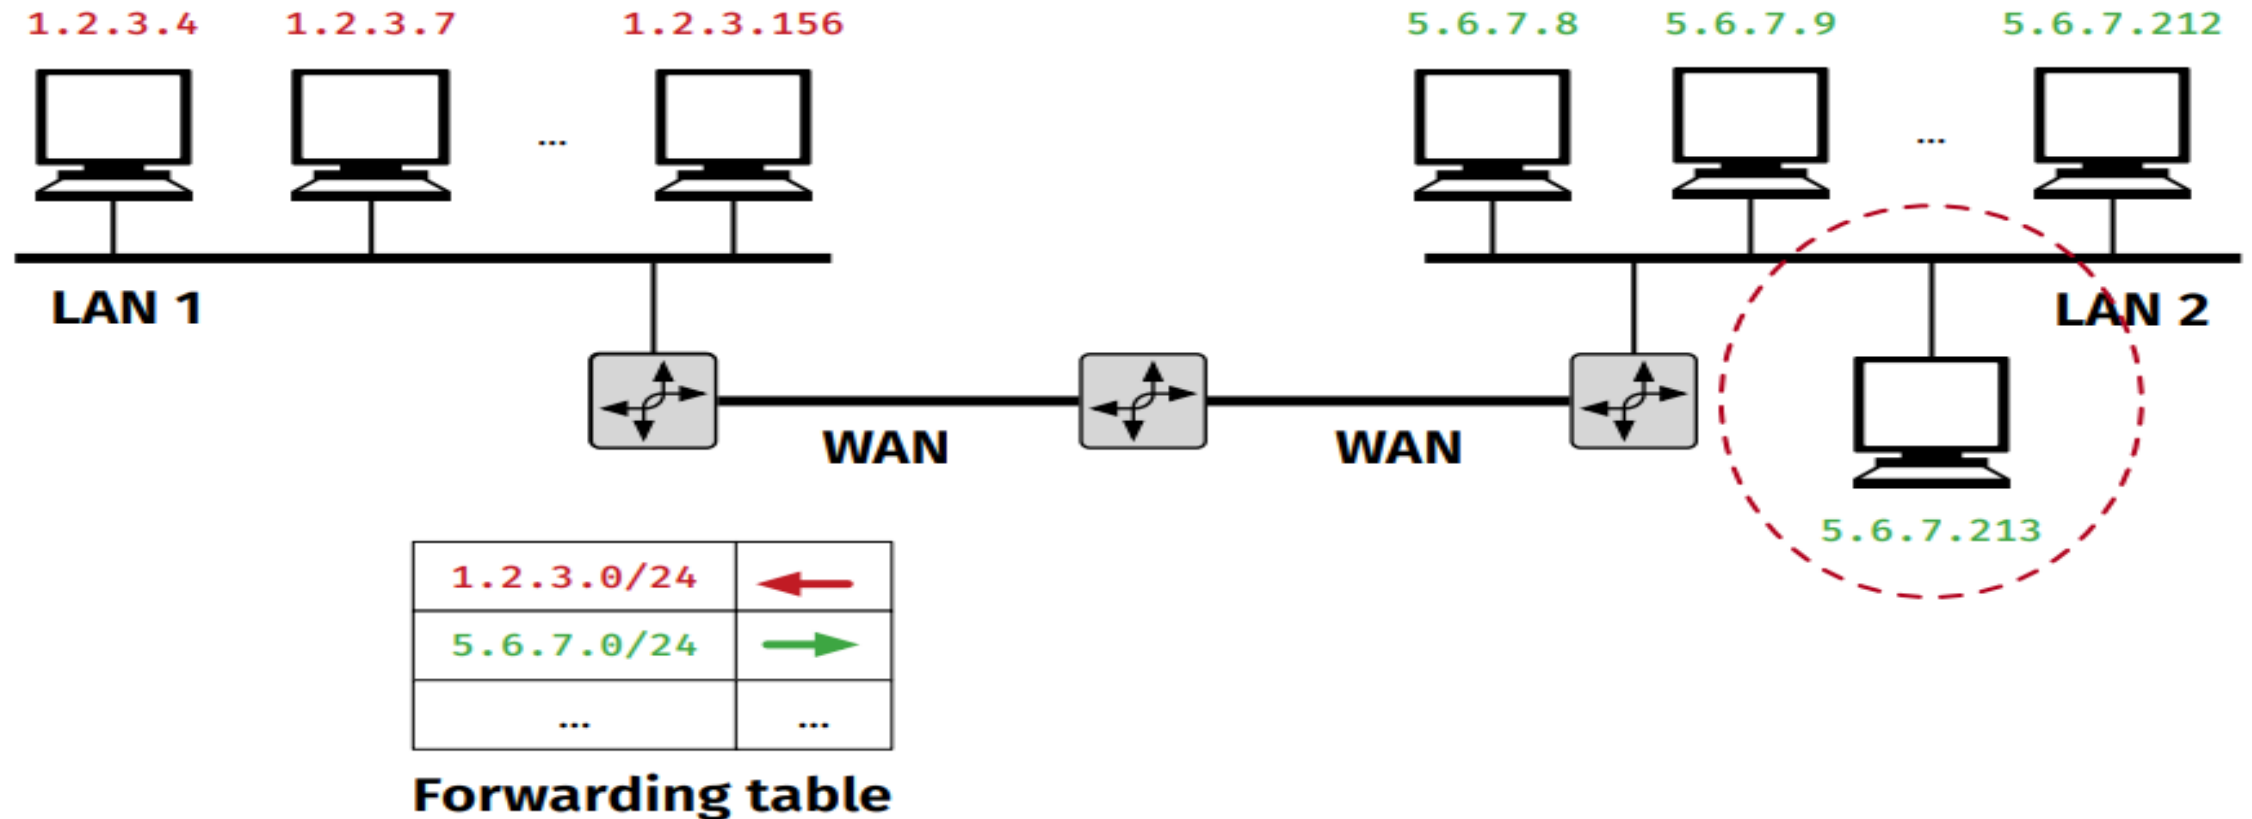 1.2.3.4 1.2.3.7 1.2.3.156 5.6.7.8 5.6.7.9 5.6.7.212
... ...
LAN 1 LAN 2
WAN WAN
5.6.7.213
1.2.3.0/24
5.6.7.0/24
... ...
Forwarding table